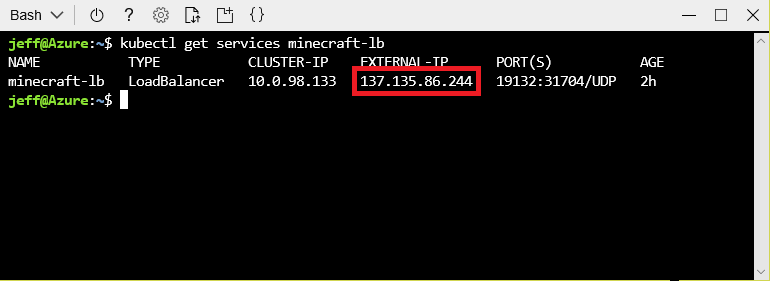 Bash
jeff@Azure:~$ kubectl get services minecraft-lb
NAME TYPE CLUSTER-IP EXTERNAL-IP PORT(S) AGE
minecraft-lb LoadBalancer 10.0.98.133 137.135.86.244 19132:31704/UDP 2h
jeff@Azure:~$